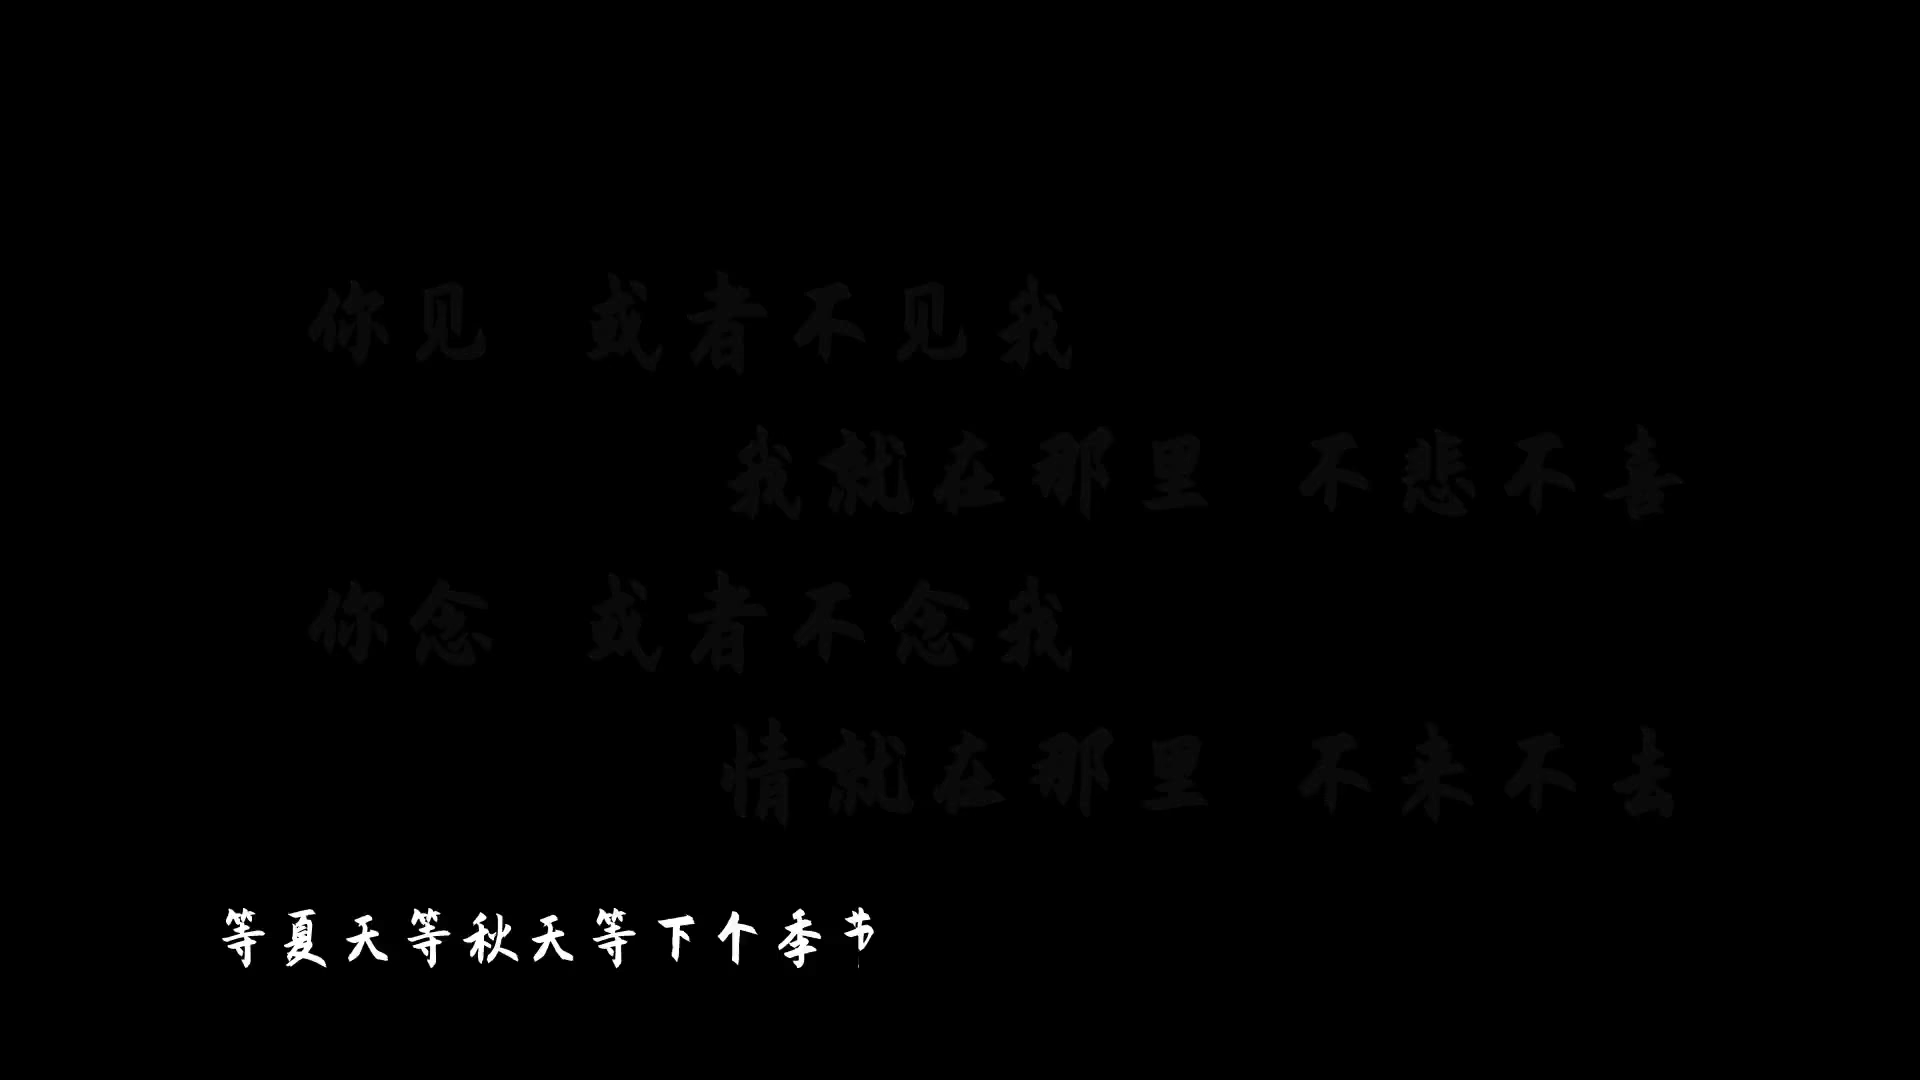 你见 或者不见我
我就在那里 不悲不喜
你念 或者不念我
情就在那里 不来不去
等夏天等秋天等下个季节